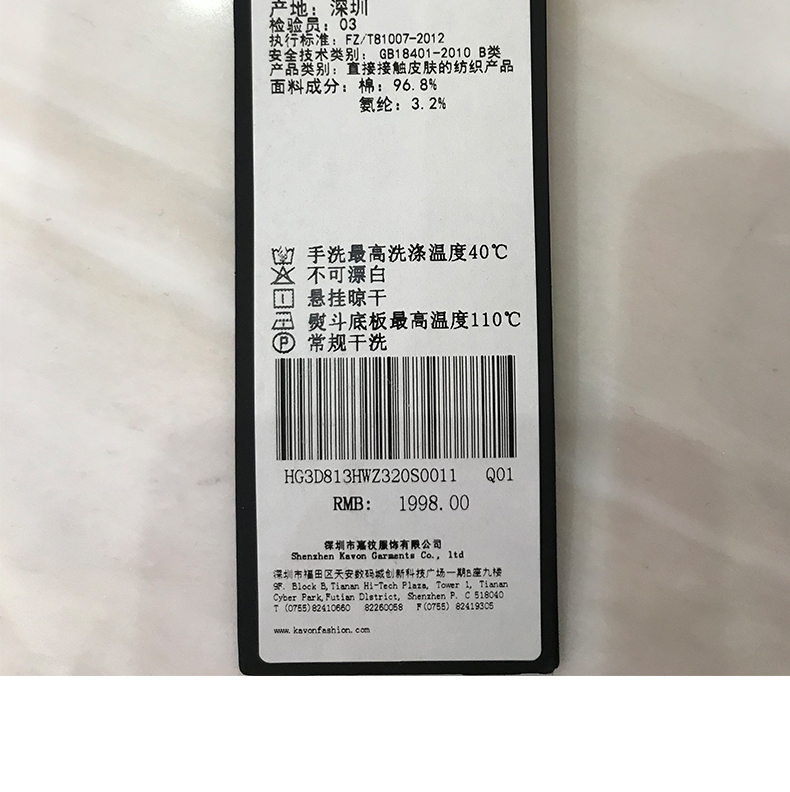 产地：深圳
检验员：03
执行标准：FZ/T81007-2012
安全技术类别：GB18401-2010 B类
产品类别：直接接触皮肤的纺织产品
面料成分：棉：96.8%
氨纶：3.2%
手洗最高洗涤温度40℃
不可漂白
悬挂晾干
熨斗底板最高温度110℃
P 常规干洗
HG3D813HWZ320S0011 Q01
RMB: 1998.00
深圳市嘉汶服饰有限公司
Shenzhen Kavon Garments Co., ltd
深圳市福田区天安数码城创新科技广场一期B座九楼
9F. Block B,Tianan Hi-Tech Plaza, Tower 1, Tianan
Cyber Park,Futian District, Shenzhen P. C 518040
T (0755)82410660 82260058 F(0755) 82419305
www.kavonfashion.com